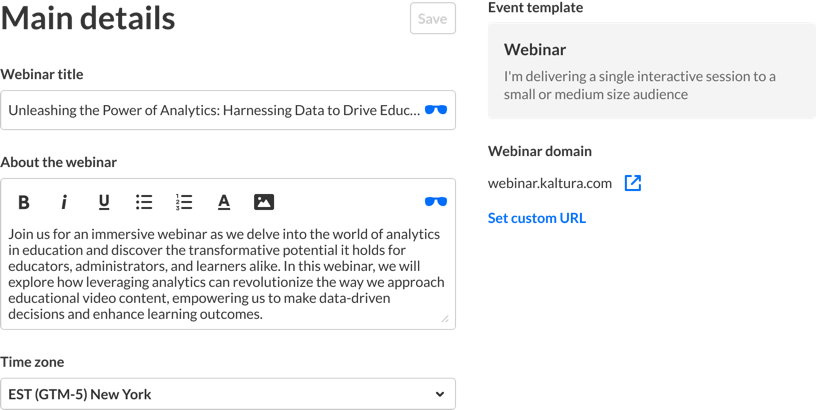 Main details
Save
Webinar title
Unleashing the Power of Analytics: Harnessing Data to Drive Educ...
About the webinar
B i U 1 2 3 A
Join us for an immersive webinar as we delve into the world of analytics
in education and discover the transformative potential it holds for
educators, administrators, and learners alike. In this webinar, we will
explore how leveraging analytics can revolutionize the way we approach
educational video content, empowering us to make data-driven
decisions and enhance learning outcomes.
Time zone
EST (GTM-5) New York
Event template
Webinar
I'm delivering a single interactive session to a
small or medium size audience
Webinar domain
webinar.kaltura.com
Set custom URL